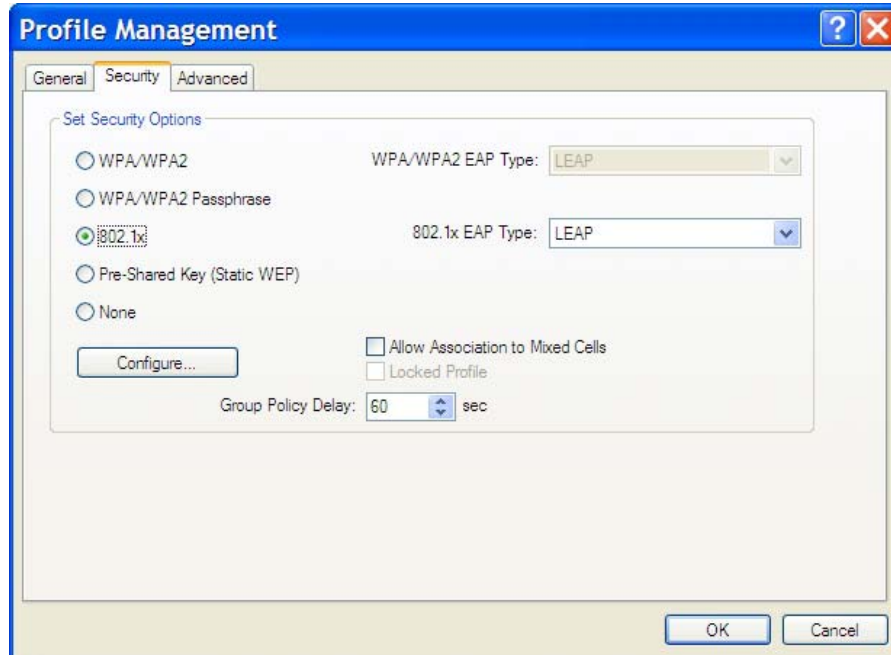 Profile Management
General Security Advanced
Set Security Options
WPA/WPA2 WPA/WPA2 EAP Type: LEAP
WPA/WPA2 Passphrase
802.1x 802.1x EAP Type: LEAP
Pre-Shared Key (Static WEP)
None
Configure... Allow Association to Mixed Cells
Locked Profile
Group Policy Delay: 60 sec
OK Cancel